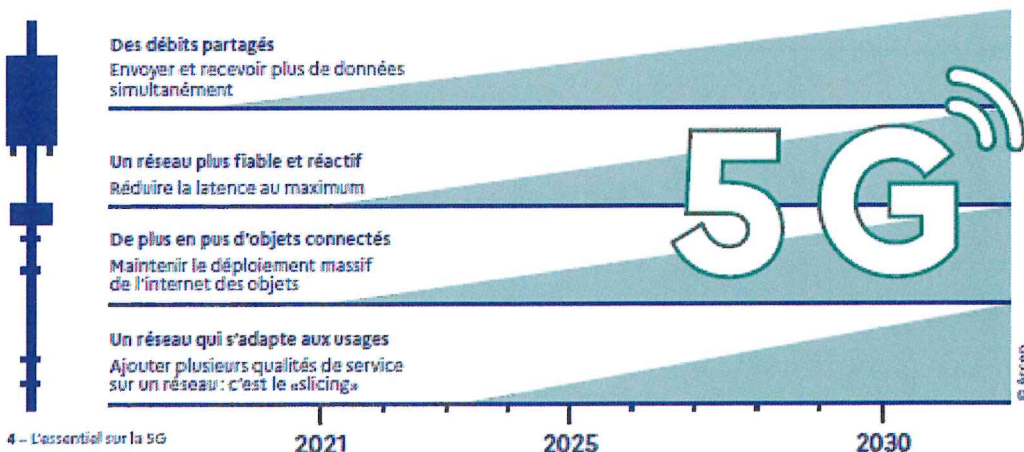 Des débits partagés
Envoyer et recevoir plus de données
simultanément
Un réseau plus fiable et réactif
Réduire la latence au maximum
De plus en pus d'objets connectés
Maintenir le déploiement massif
de l'internet des objets
Un réseau qui s'adapte aux usages
Ajouter plusieurs qualités de service
sur un réseau : c'est le «slicing»
5G
© Arcep
2021
2025
2030
4 – L'essentiel sur la 5G